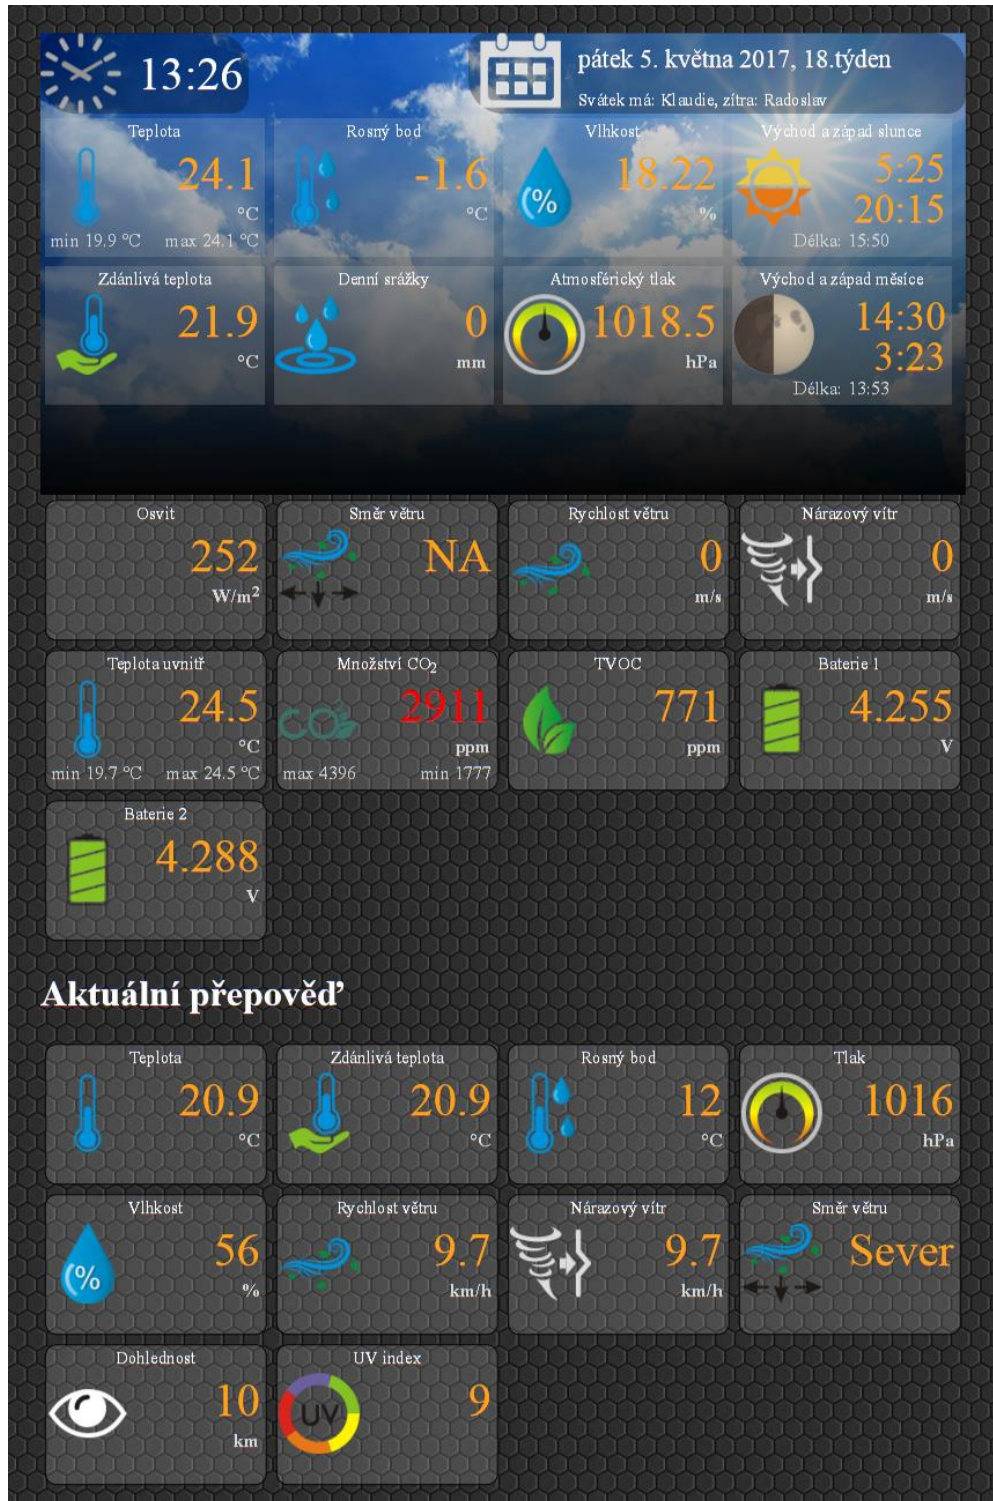 13:26
pátek 5. května 2017, 18.týden
Svátek má: Klaudie, zítra: Radoslav
Teplota
24.1
°C
min 19.9 °C max 24.1 °C
Rosný bod
-1.6
°C
Vlhkost
18.22
%
Východ a západ slunce
5:25
20:15
Délka: 15:50
Zdánlivá teplota
21.9
°C
Denní srážky
0
mm
Atmosférický tlak
1018.5
hPa
Východ a západ měsíce
14:30
3:23
Délka: 13:53
Osvit
252
W/m²
Směr větru
NA
Rychlost větru
0
m/s
Nárazový vítr
0
m/s
Teplota uvnitř
24.5
°C
min 19.7 °C max 24.5 °C
Množství CO₂
CO₂
2911
ppm
max 4396 min 1777
TVOC
771
ppm
Baterie 1
4.255
V
Baterie 2
4.288
V
Aktuální přepověď
Teplota
20.9
°C
Zdánlivá teplota
20.9
°C
Rosný bod
12
°C
Tlak
1016
hPa
Vlhkost
(%
56
%
Rychlost větru
9.7
km/h
Nárazový vítr
9.7
km/h
Směr větru
Sever
Dohlednost
10
km
UV index
UV
9